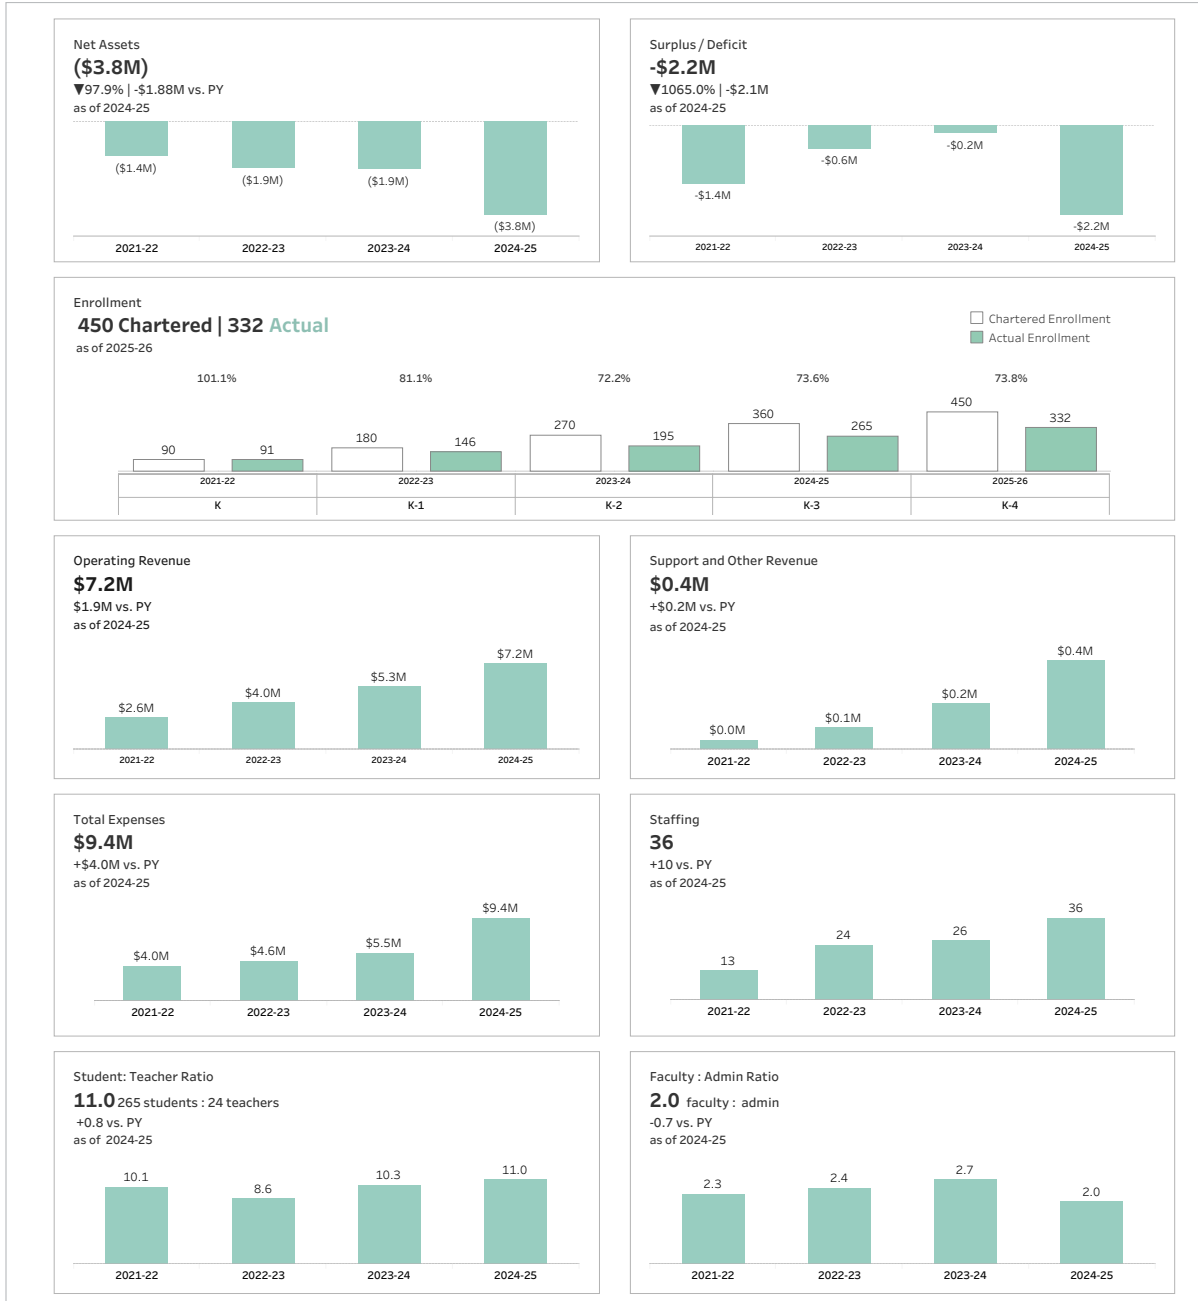 Net Assets
($3.8M)
▼97.9% | -$1.88M vs. PY
as of 2024-25
($1.4M)
($1.9M)
($1.9M)
($3.8M)
2021-22
2022-23
2023-24
2024-25
Surplus / Deficit
-$2.2M
▼1065.0% | -$2.1M
as of 2024-25
-$1.4M
-$0.6M
-$0.2M
-$2.2M
2021-22
2022-23
2023-24
2024-25
Enrollment
450 Chartered | 332 Actual
as of 2025-26
Chartered Enrollment
Actual Enrollment
101.1%
81.1%
72.2%
73.6%
73.8%
90
91
180
146
270
195
360
265
450
332
2021-22
2022-23
2023-24
2024-25
2025-26
K
K-1
K-2
K-3
K-4
Operating Revenue
$7.2M
$1.9M vs. PY
as of 2024-25
$2.6M
$4.0M
$5.3M
$7.2M
2021-22
2022-23
2023-24
2024-25
Support and Other Revenue
$0.4M
+$0.2M vs. PY
as of 2024-25
$0.0M
$0.1M
$0.2M
$0.4M
2021-22
2022-23
2023-24
2024-25
Total Expenses
$9.4M
+$4.0M vs. PY
as of 2024-25
$4.0M
$4.6M
$5.5M
$9.4M
2021-22
2022-23
2023-24
2024-25
Staffing
36
+10 vs. PY
as of 2024-25
13
24
26
36
2021-22
2022-23
2023-24
2024-25
Student: Teacher Ratio
11.0 265 students : 24 teachers
+0.8 vs. PY
as of 2024-25
10.1
8.6
10.3
11.0
2021-22
2022-23
2023-24
2024-25
Faculty : Admin Ratio
2.0 faculty : admin
-0.7 vs. PY
as of 2024-25
2.3
2.4
2.7
2.0
2021-22
2022-23
2023-24
2024-25